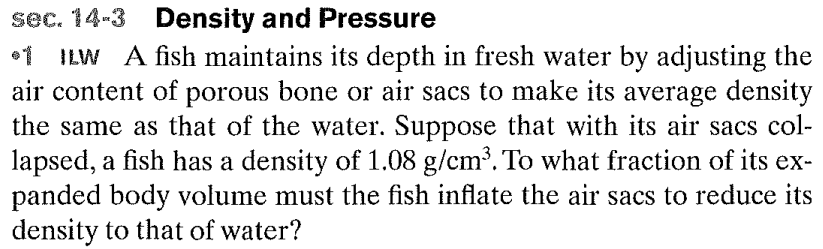 sec. 14-3 Density and Pressure
•1 ILW A fish maintains its depth in fresh water by adjusting the
air content of porous bone or air sacs to make its average density
the same as that of the water. Suppose that with its air sacs col-
lapsed, a fish has a density of 1.08 g/cm³. To what fraction of its ex-
panded body volume must the fish inflate the air sacs to reduce its
density to that of water?